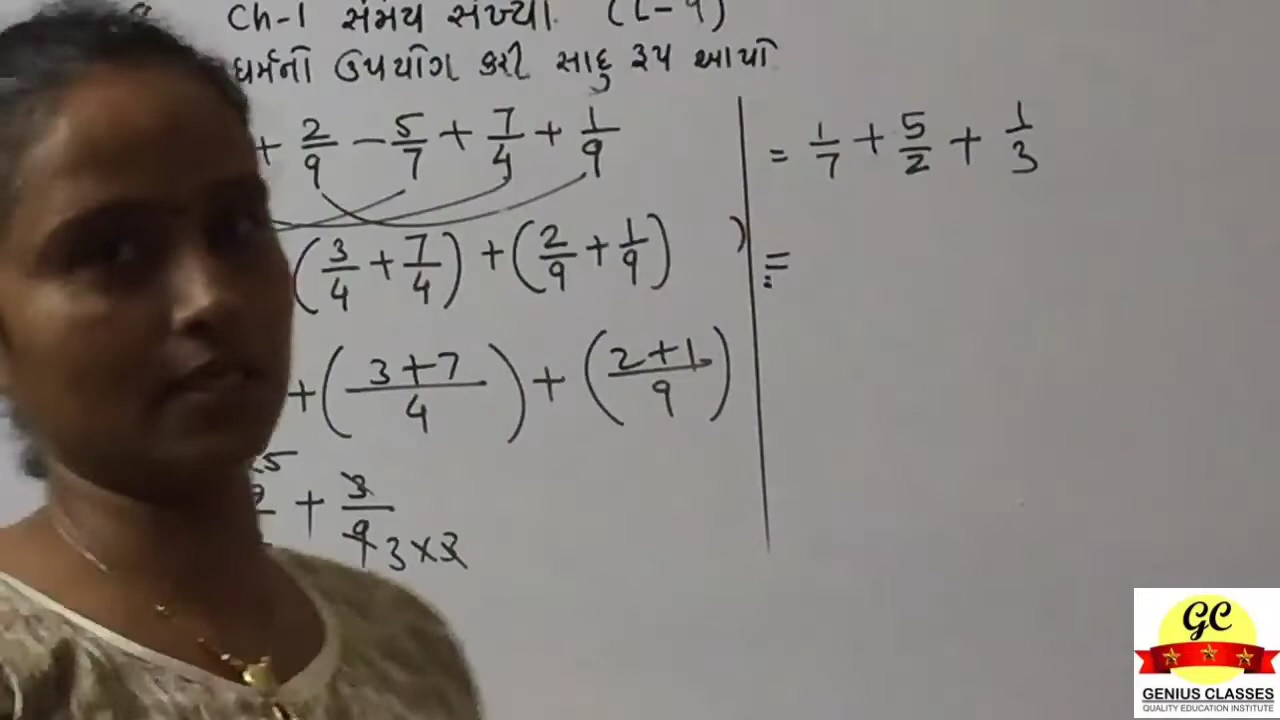 Ch-1 સંમેય સંખ્યા (L-9)
ધર્મનો ઉપયોગ કરી સાદુ રૂપ આપો
+ 2/9 - 5/7 + 7/4 + 1/9
(3/4 + 7/4) + (2/9 + 1/9)
+ (3+7/4) + (2+1/9)
5
+ 3/9 3×3
= 1/7 + 5/2 + 1/3
=
GC
GENIUS CLASSES
QUALITY EDUCATION INSTITUTE